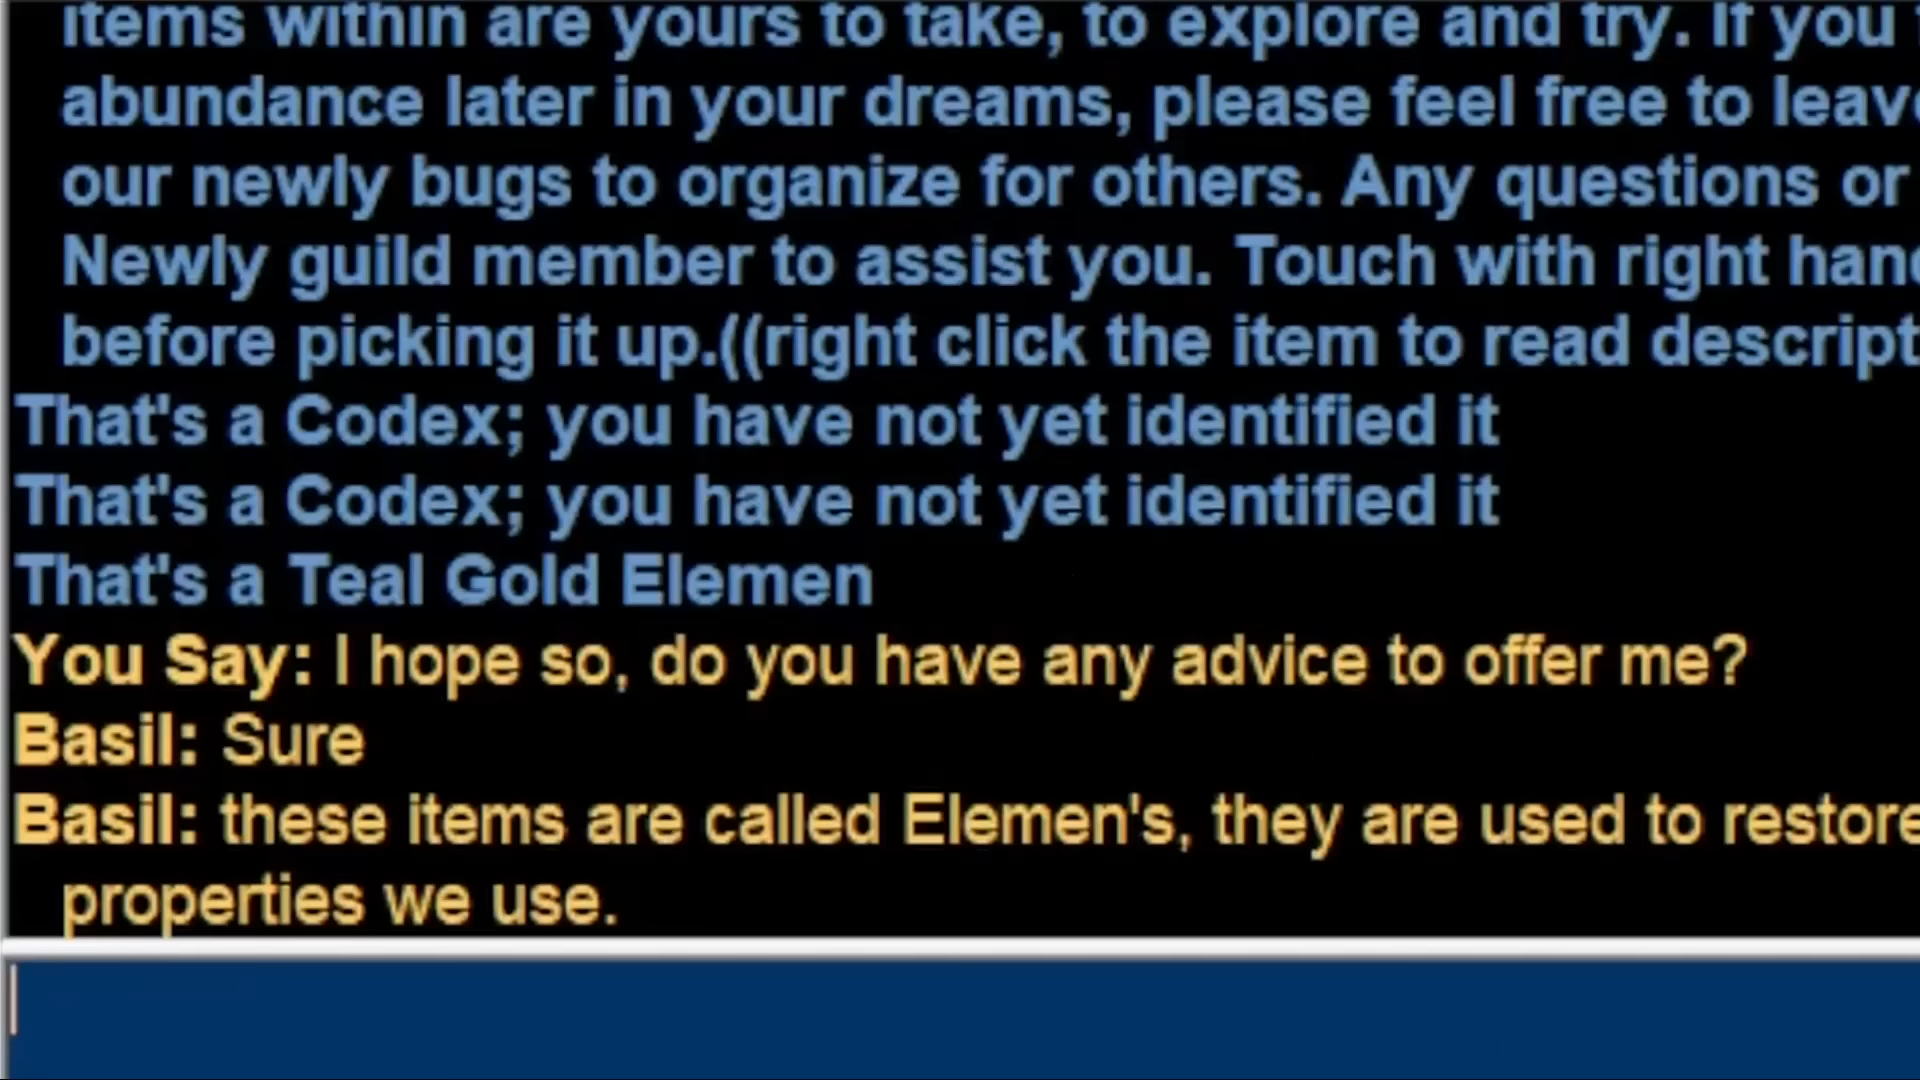 items within are yours to take, to explore and try. If you
abundance later in your dreams, please feel free to leave
our newly bugs to organize for others. Any questions or
Newly guild member to assist you. Touch with right hand
before picking it up.((right click the item to read descript
That's a Codex; you have not yet identified it
That's a Codex; you have not yet identified it
That's a Teal Gold Elemen
You Say: I hope so, do you have any advice to offer me?
Basil: Sure
Basil: these items are called Elemen's, they are used to restore
properties we use.